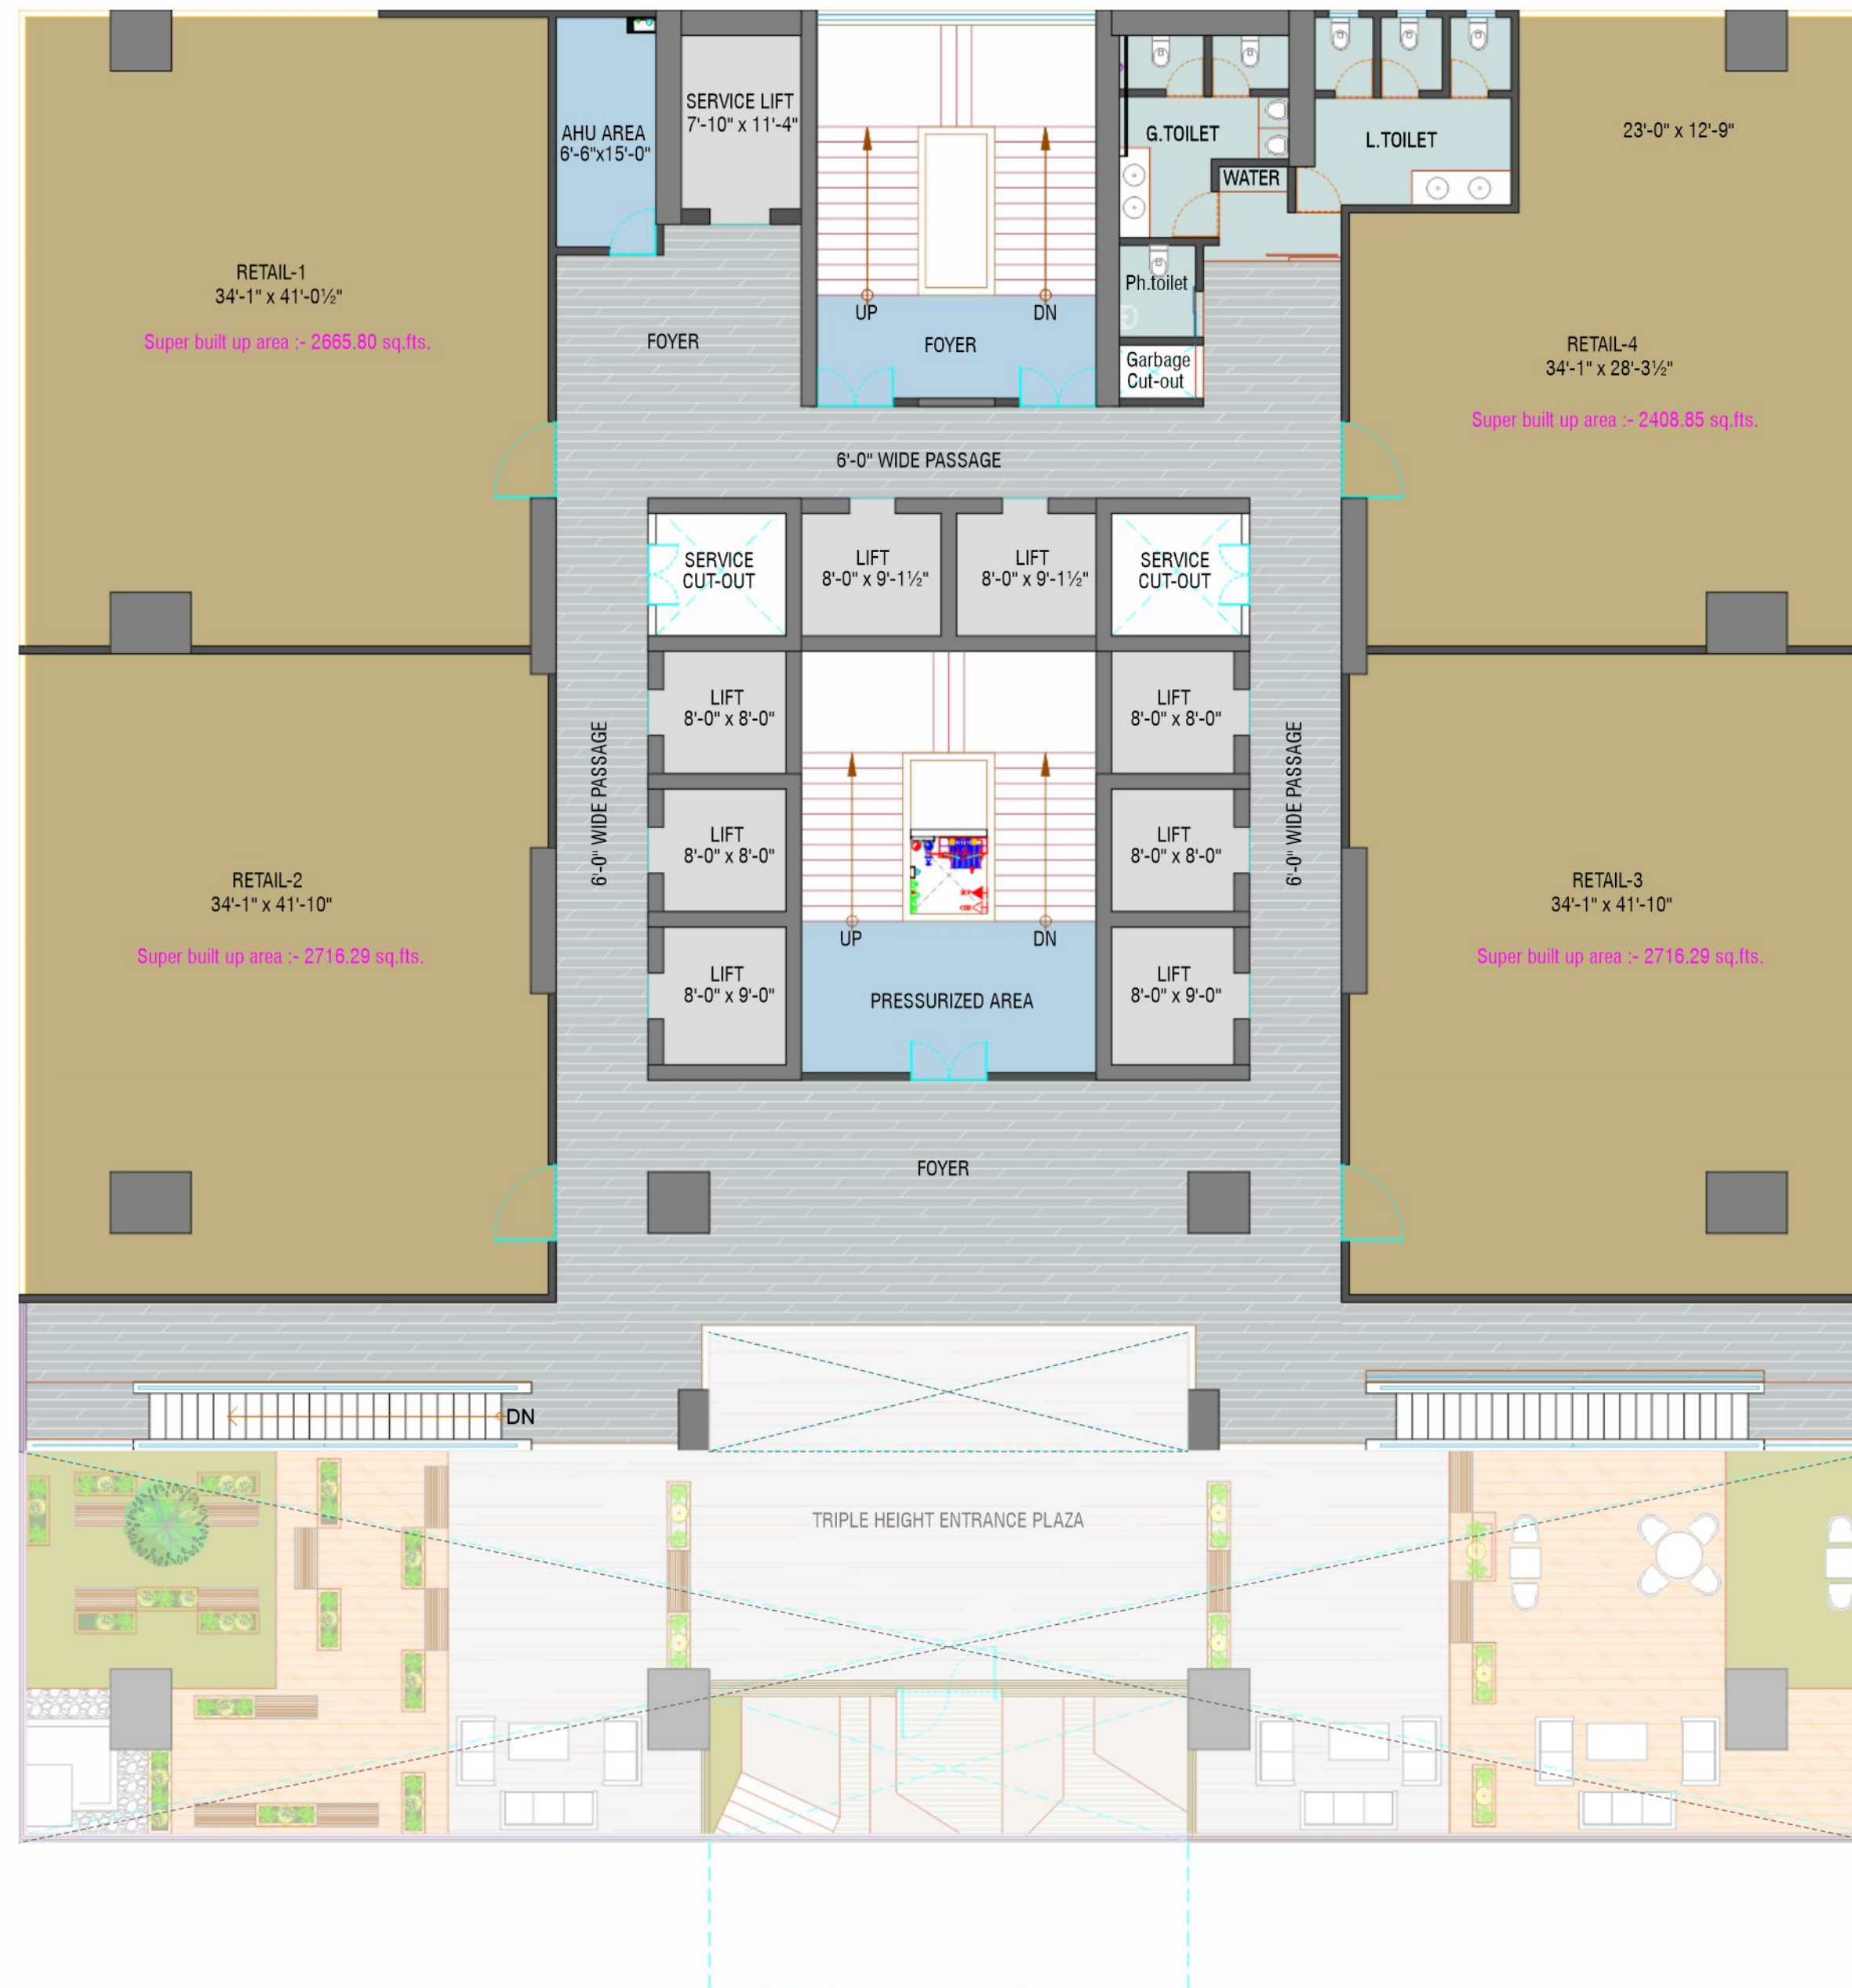 SERVICE LIFT
7'-10" x 11'-4"
AHU AREA
6'-6"x15'-0"
G.TOILET
L.TOILET
23'-0" x 12'-9"
WATER
RETAIL-1
34'-1" x 41'-0½"
Super built up area :- 2665.80 sq.fts.
FOYER
UP
DN
FOYER
Ph.toilet
Garbage
Cut-out
RETAIL-4
34'-1" x 28'-3½"
Super built up area :- 2408.85 sq.fts.
6'-0" WIDE PASSAGE
SERVICE
CUT-OUT
LIFT
8'-0" x 9'-1½"
LIFT
8'-0" x 9'-1½"
SERVICE
CUT-OUT
LIFT
8'-0" x 8'-0"
LIFT
8'-0" x 8'-0"
6'-0" WIDE PASSAGE
6'-0" WIDE PASSAGE
LIFT
8'-0" x 8'-0"
LIFT
8'-0" x 8'-0"
RETAIL-2
34'-1" x 41'-10"
Super built up area :- 2716.29 sq.fts.
UP
DN
RETAIL-3
34'-1" x 41'-10"
Super built up area :- 2716.29 sq.fts.
LIFT
8'-0" x 9'-0"
PRESSURIZED AREA
LIFT
8'-0" x 9'-0"
FOYER
DN
TRIPLE HEIGHT ENTRANCE PLAZA